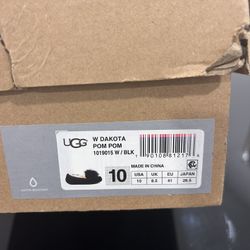 UGG
W DAKOTA
POM POM
1019015 W / BLK
10
MADE IN CHINA
USA UK EU JAPAN
10 8.5 41 26.5